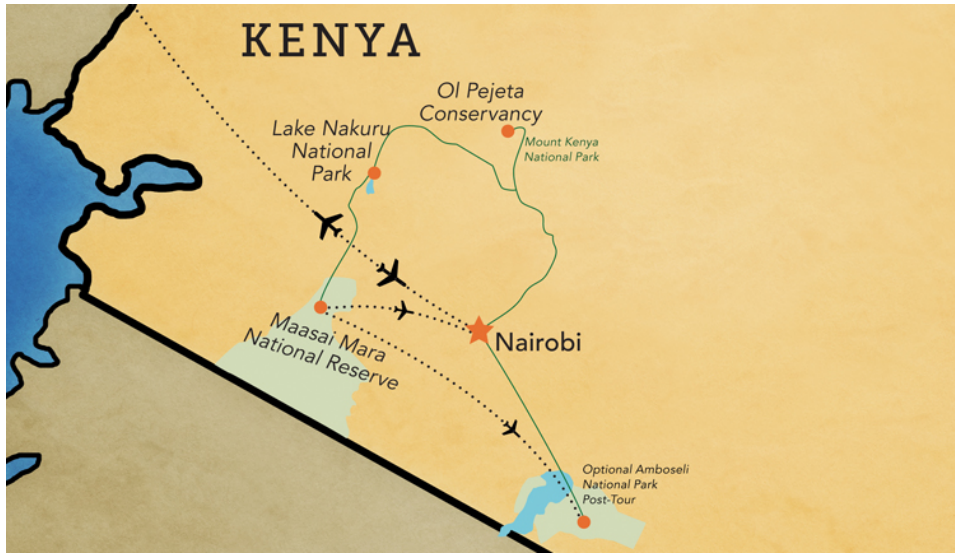 KENYA
Ol Pejeta
Conservancy
Mount Kenya
National Park
Lake Nakuru
National
Park
Maasai Mara
National Reserve
Nairobi
Optional Amboseli
National Park
Post-Tour